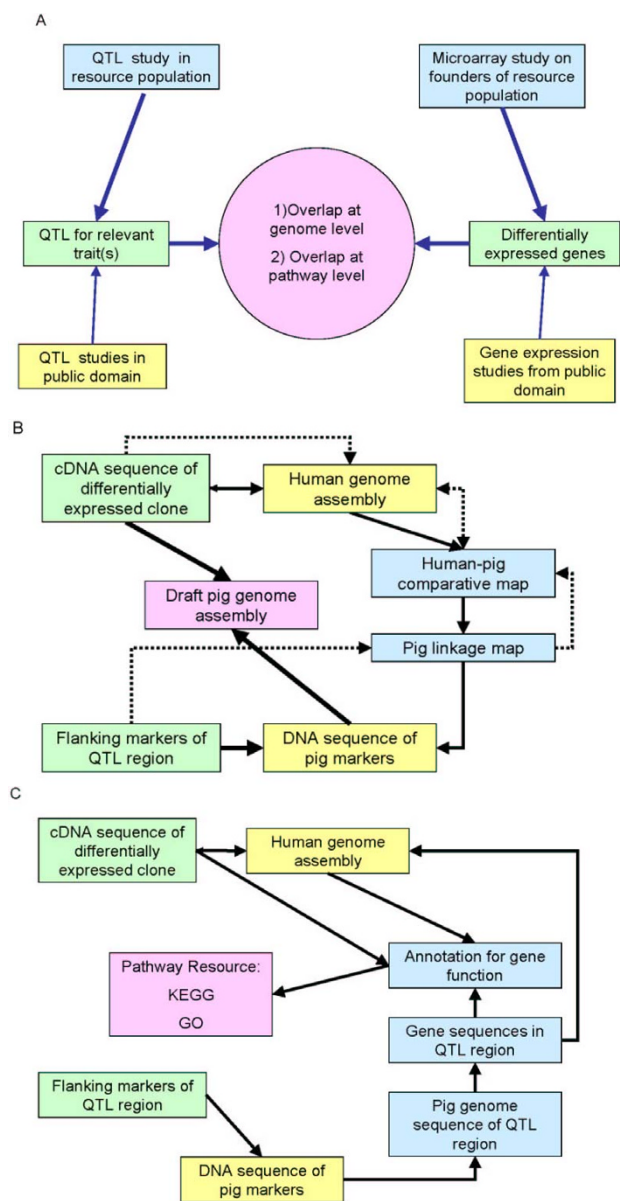 A
QTL study in
resource population
Microarray study on
founders of resource
population
1)Overlap at
genome level
2) Overlap at
pathway level
QTL for relevant
trait(s)
Differentially
expressed genes
QTL studies in
public domain
Gene expression
studies from public
domain
B
cDNA sequence of
differentially
expressed clone
Human genome
assembly
Human-pig
comparative map
Draft pig genome
assembly
Pig linkage map
Flanking markers of
QTL region
DNA sequence of
pig markers
C
cDNA sequence of
differentially
expressed clone
Human genome
assembly
Pathway Resource:
KEGG
GO
Annotation for gene
function
Gene sequences in
QTL region
Flanking markers of
QTL region
Pig genome
sequence of QTL
region
DNA sequence of
pig markers